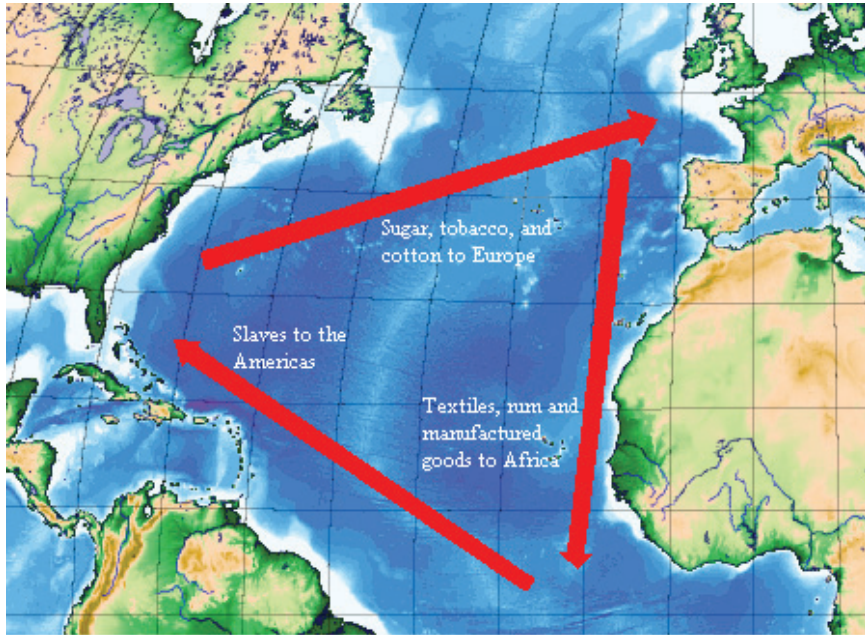 Sugar, tobacco, and
cotton to Europe
Slaves to the
Americas
Textiles, rum and
manufactured
goods to Africa